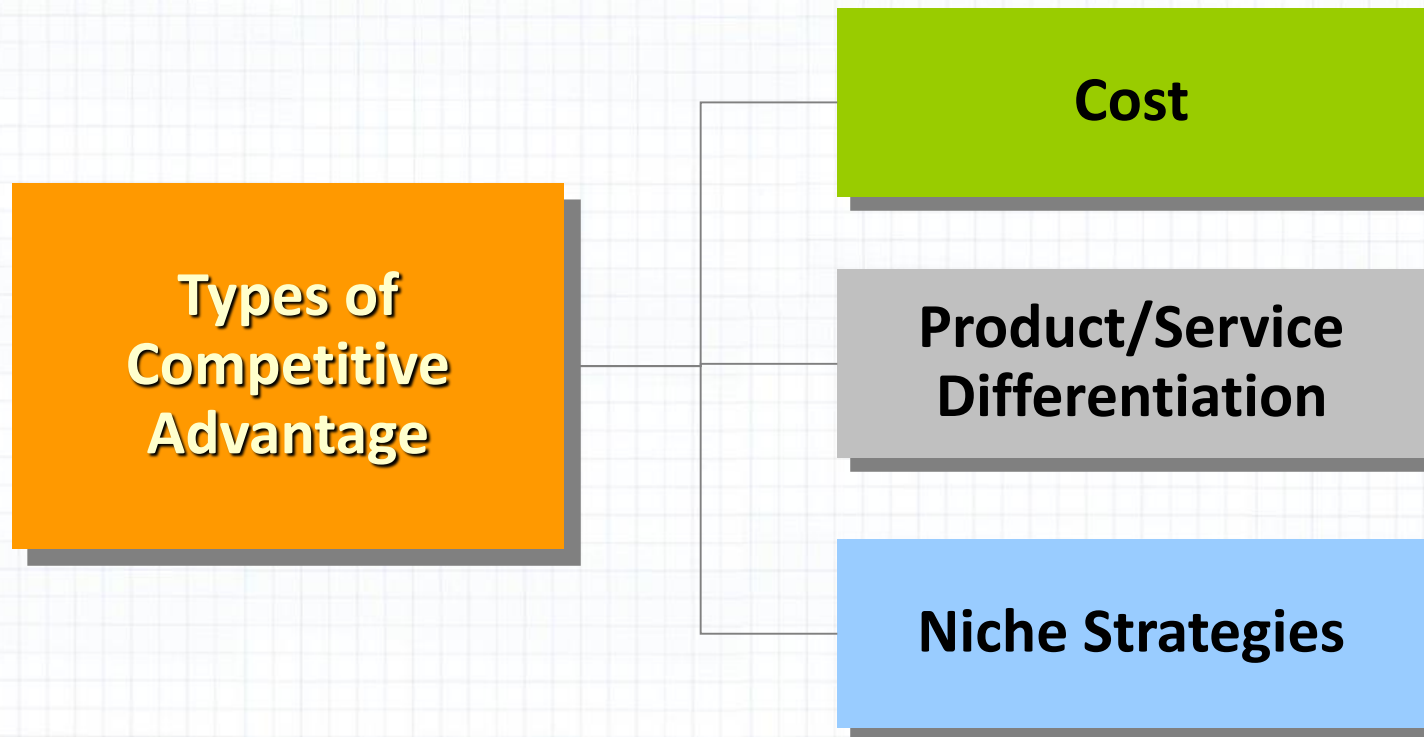 Types of
Competitive
Advantage
Cost
Product/Service
Differentiation
Niche Strategies